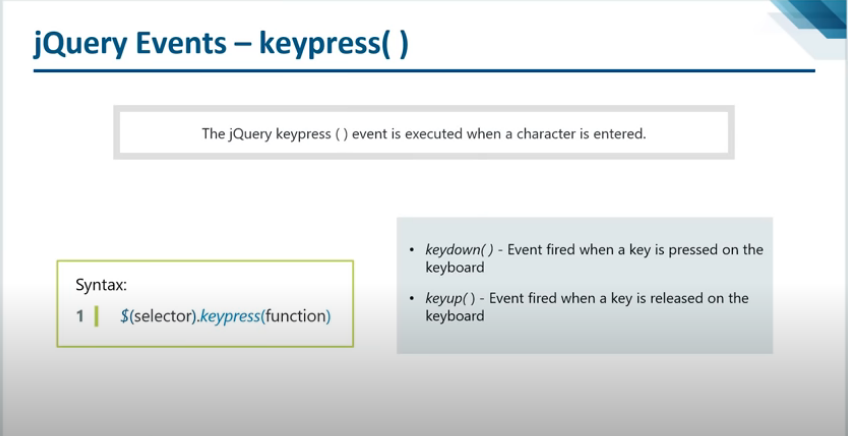 jQuery Events – keypress( )
The jQuery keypress ( ) event is executed when a character is entered.
Syntax:
1 $(selector).keypress(function)
• keydown( ) - Event fired when a key is pressed on the
keyboard
• keyup( ) - Event fired when a key is released on the
keyboard